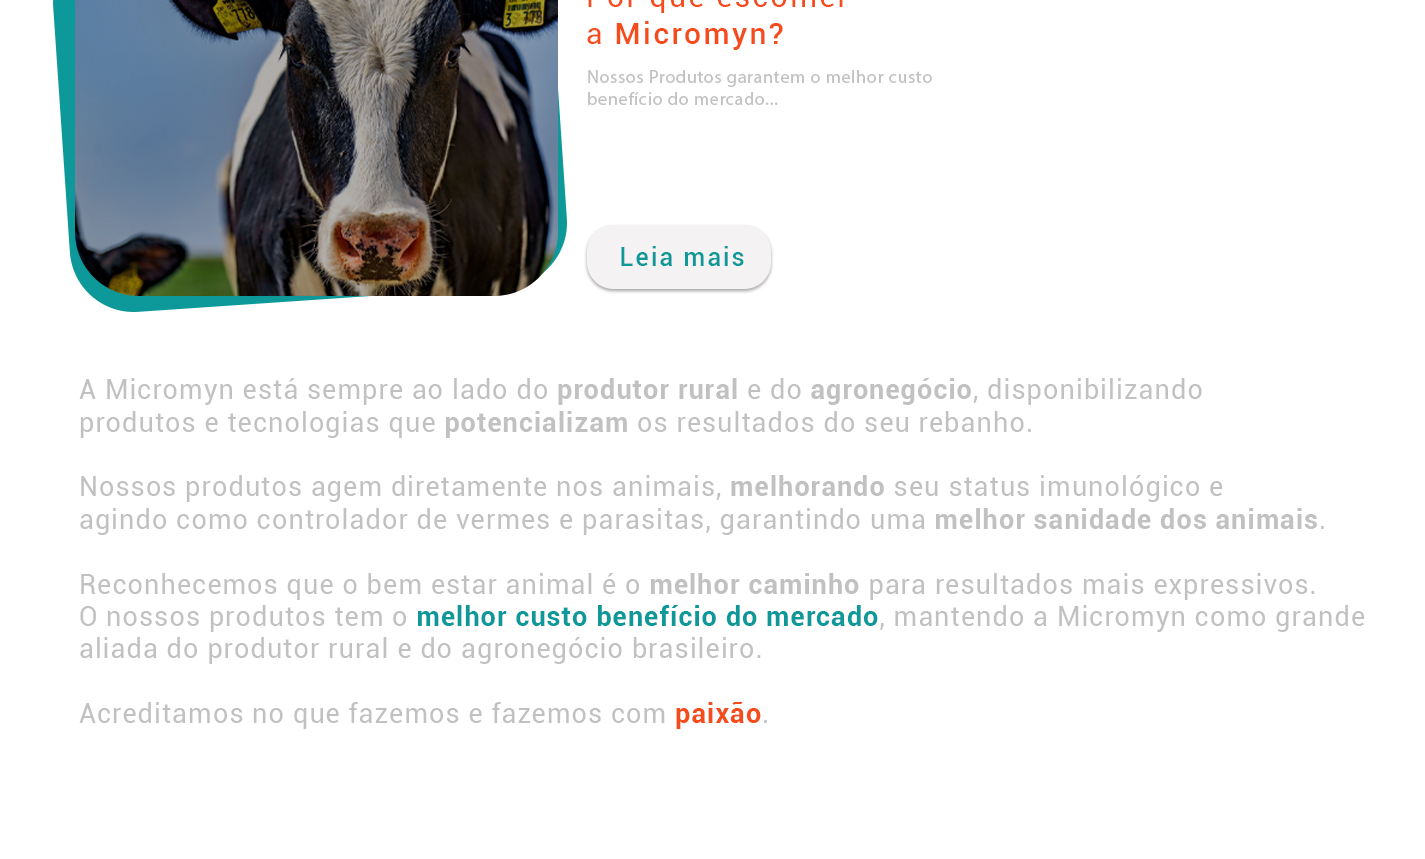 Por que escolher
a Micromyn?
Nossos Produtos garantem o melhor custo
benefício do mercado...
Leia mais
A Micromyn está sempre ao lado do produtor rural e do agronegócio, disponibilizando
produtos e tecnologias que potencializam os resultados do seu rebanho.
Nossos produtos agem diretamente nos animais, melhorando seu status imunológico e
agindo como controlador de vermes e parasitas, garantindo uma melhor sanidade dos animais.
Reconhecemos que o bem estar animal é o melhor caminho para resultados mais expressivos.
O nossos produtos tem o melhor custo benefício do mercado, mantendo a Micromyn como grande
aliada do produtor rural e do agronegócio brasileiro.
Acreditamos no que fazemos e fazemos com paixão.